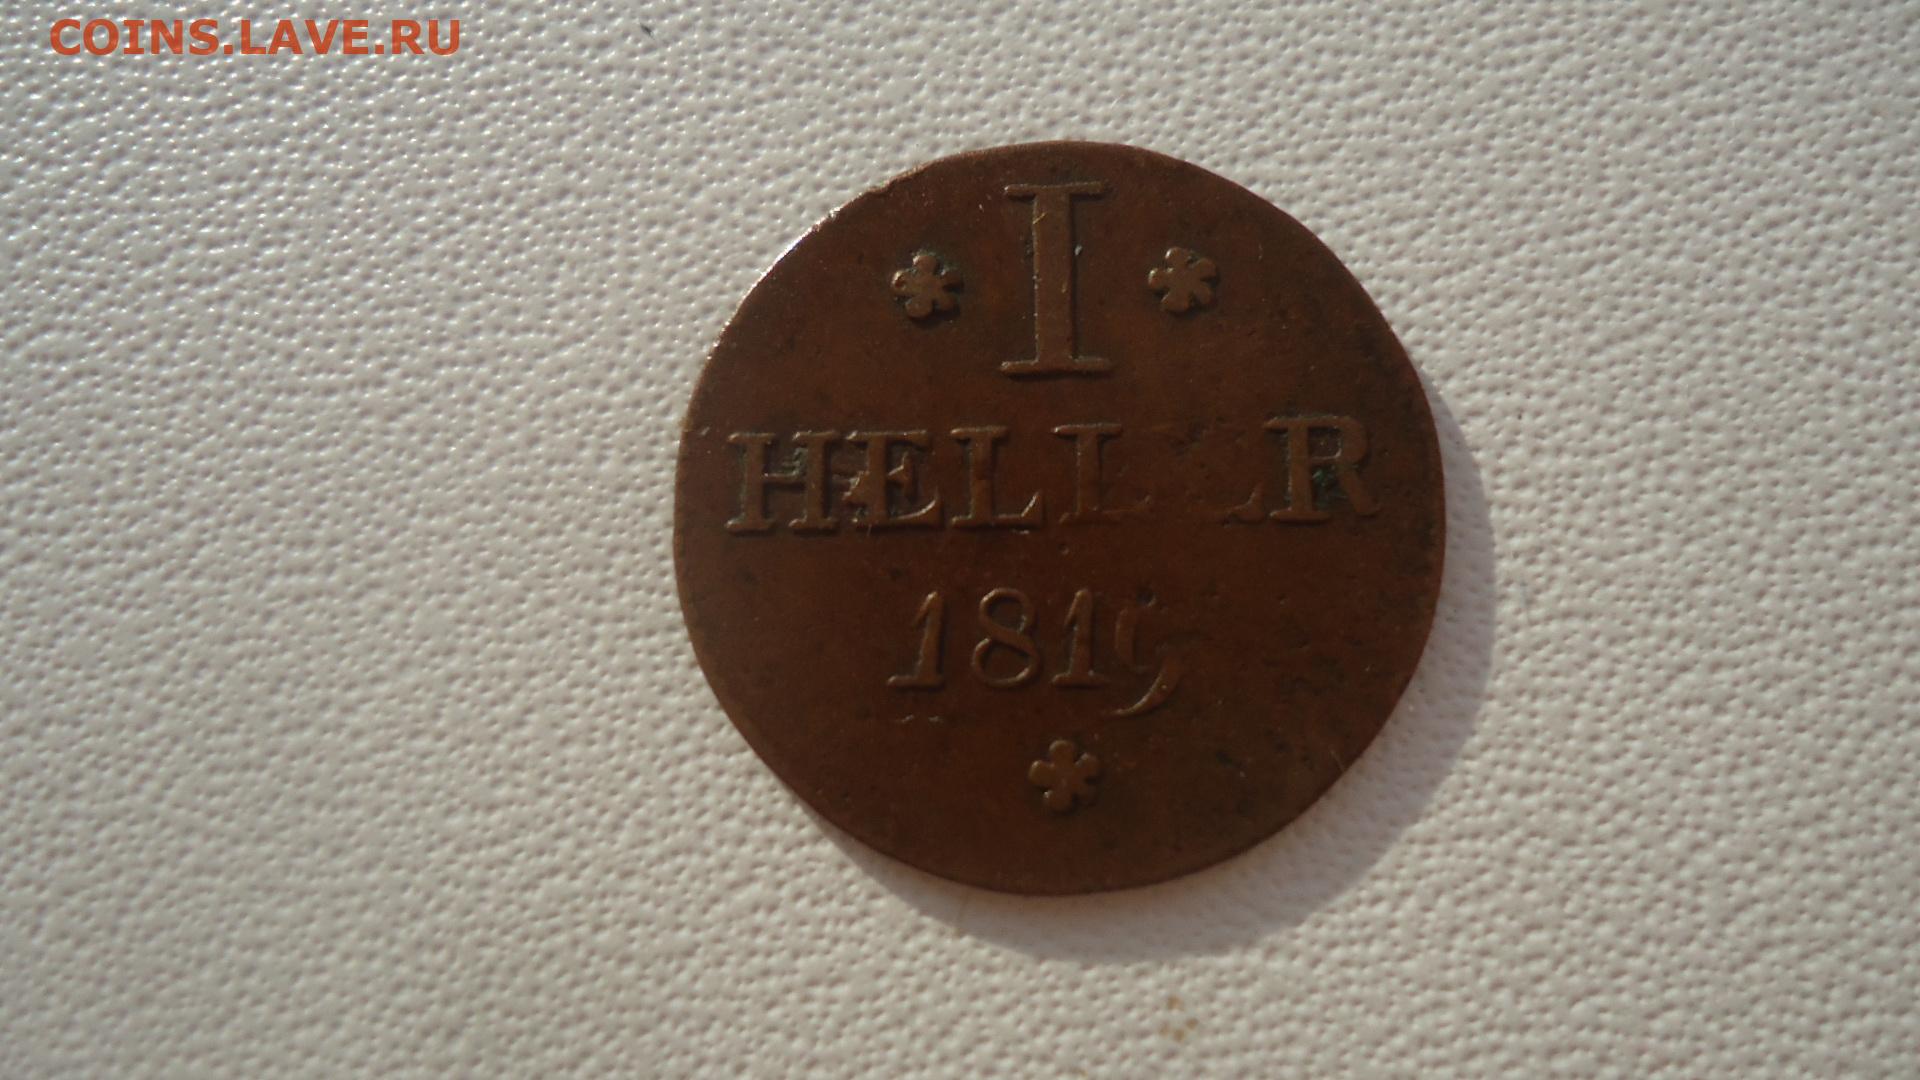 COINS.LAVE.RU
I
HELLER
1819